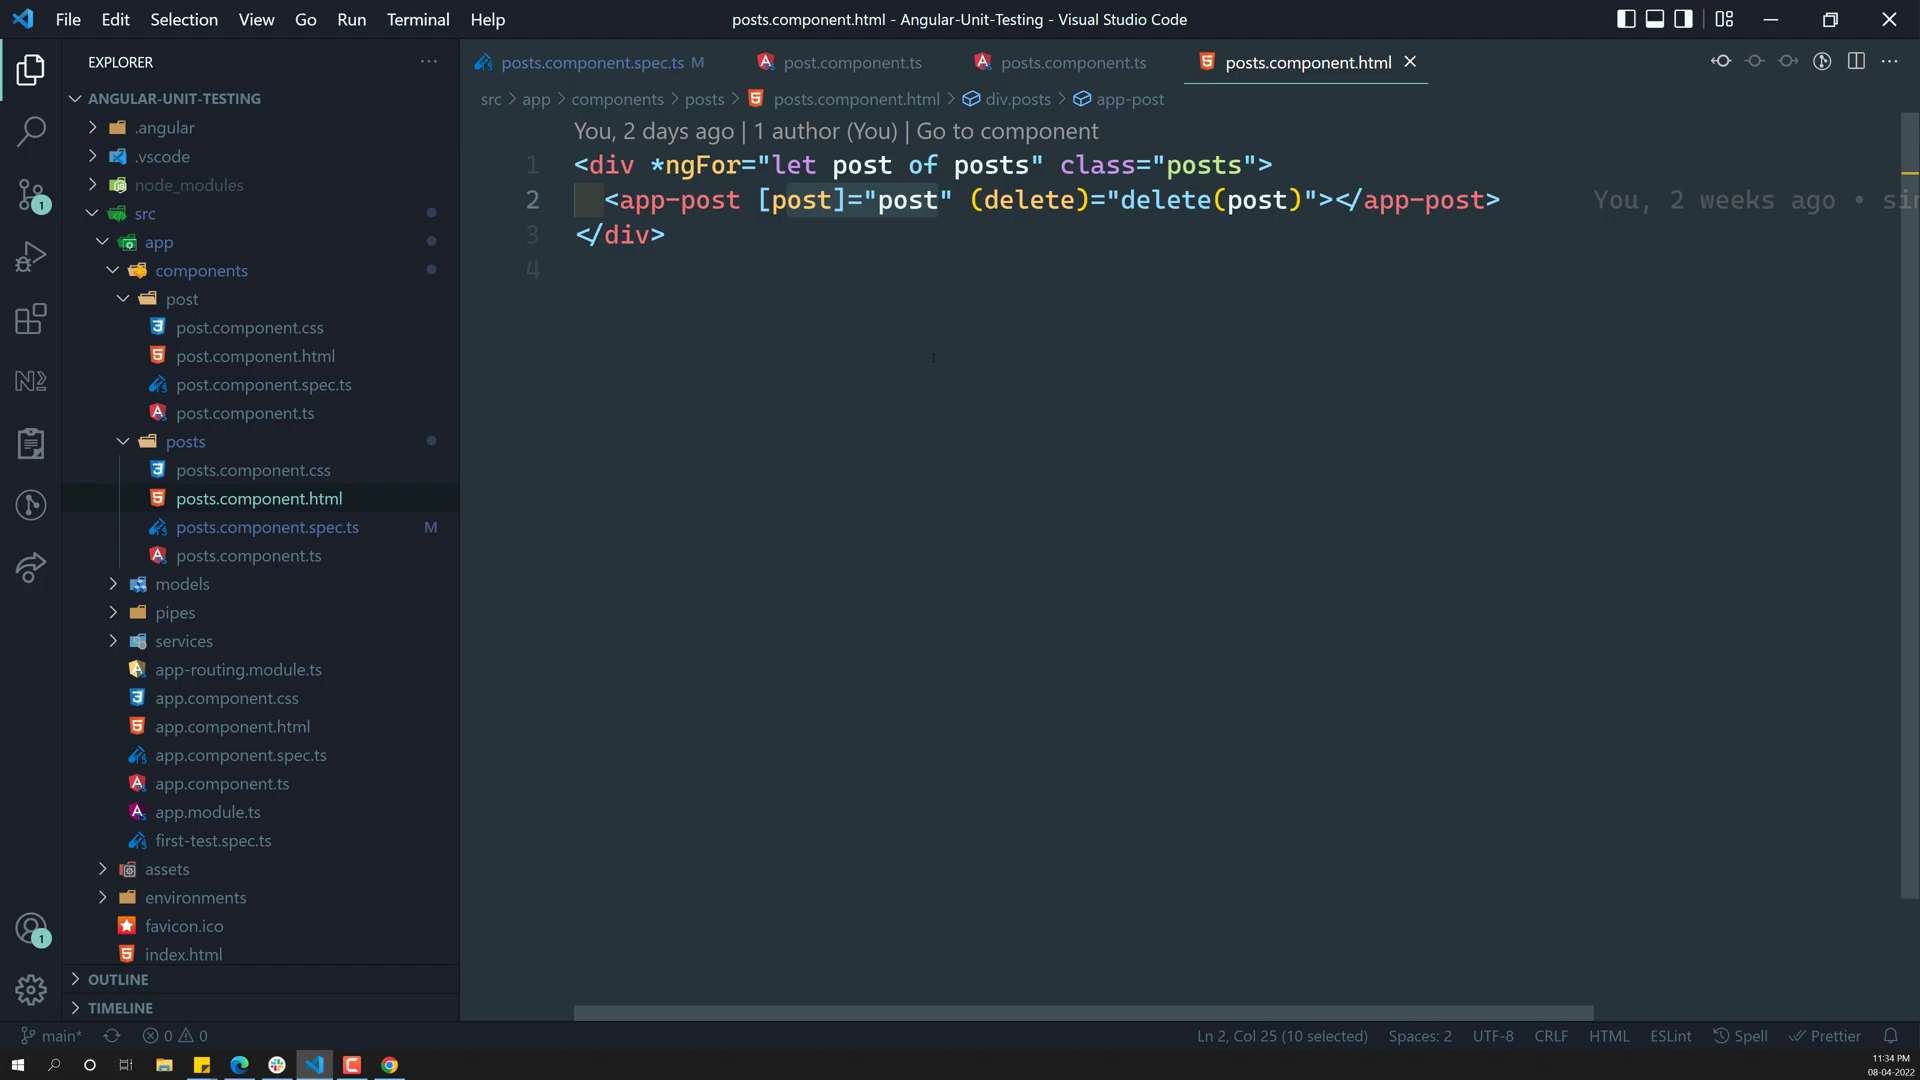 File Edit Selection View Go Run Terminal Help
posts.component.html - Angular-Unit-Testing - Visual Studio Code
EXPLORER
ANGULAR-UNIT-TESTING
.angular
.vscode
node_modules
src
app
components
post
post.component.css
post.component.html
post.component.spec.ts
post.component.ts
posts
posts.component.css
posts.component.html
posts.component.spec.ts M
posts.component.ts
models
pipes
services
app-routing.module.ts
app.component.css
app.component.html
app.component.spec.ts
app.component.ts
app.module.ts
first-test.spec.ts
assets
environments
favicon.ico
index.html
OUTLINE
TIMELINE
1
1
posts.component.spec.ts M post.component.ts posts.component.ts posts.component.html
src > app > components > posts > posts.component.html > div.posts > app-post
You, 2 days ago | 1 author (You) | Go to component
1 <div *ngFor="let post of posts" class="posts">
2 <app-post [post]="post" (delete)="delete(post)"></app-post> You, 2 weeks ago • sin
3 </div>
4
main* 0 0 Ln 2, Col 25 (10 selected) Spaces: 2 UTF-8 CRLF HTML ESLint Spell Prettier
11:34 PM
08-04-2022